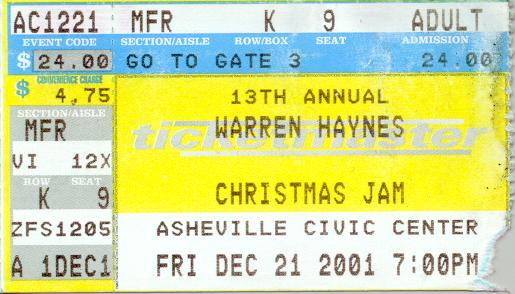 AC1221 MFR K 9 ADULT
EVENT CODE SECTION/AISLE ROW/BOX SEAT ADMISSION
$ 24.00 GO TO GATE 3 24.00
CONVENIENCE CHARGE
$ 4.75
SECTION/AISLE
MFR
VI 12X
ROW SEAT
K 9
ZFS1205
A 1DEC1
13TH ANNUAL
ticketmaster
WARREN HAYNES
CHRISTMAS JAM
ASHEVILLE CIVIC CENTER
FRI DEC 21 2001 7:00PM